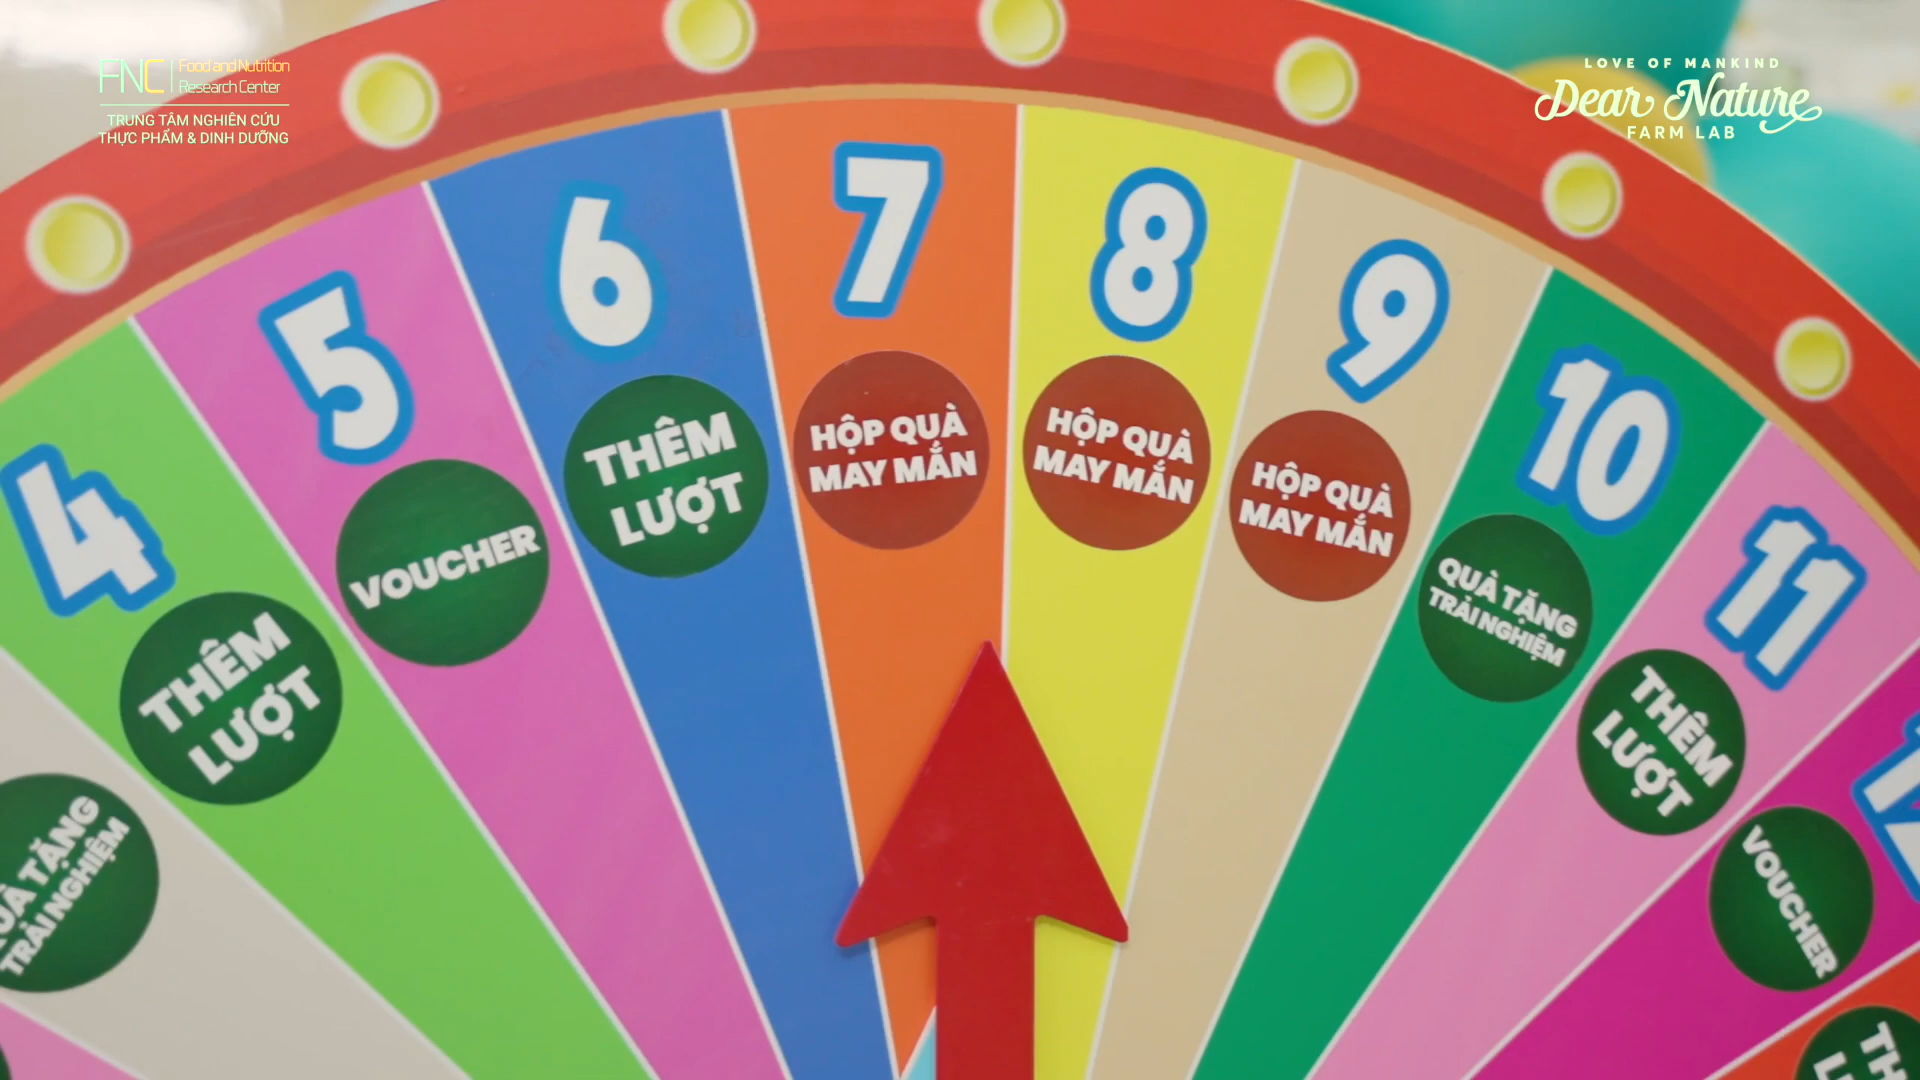 FNC
Food and Nutrition
Research Center
TRUNG TÂM NGHIÊN CỨU
THỰC PHẨM & DINH DƯỠNG
LOVE OF MANKIND
Dear Nature
FARM LAB
4
THÊM
LƯỢT
5
VOUCHER
6
THÊM
LƯỢT
7
HỘP QUÀ
MAY MẮN
8
HỘP QUÀ
MAY MẮN
9
HỘP QUÀ
MAY MẮN
10
QUÀ TẶNG
TRẢI NGHIỆM
11
THÊM
LƯỢT
12
VOUCHER
TẶNG
TRẢI NGHIỆM